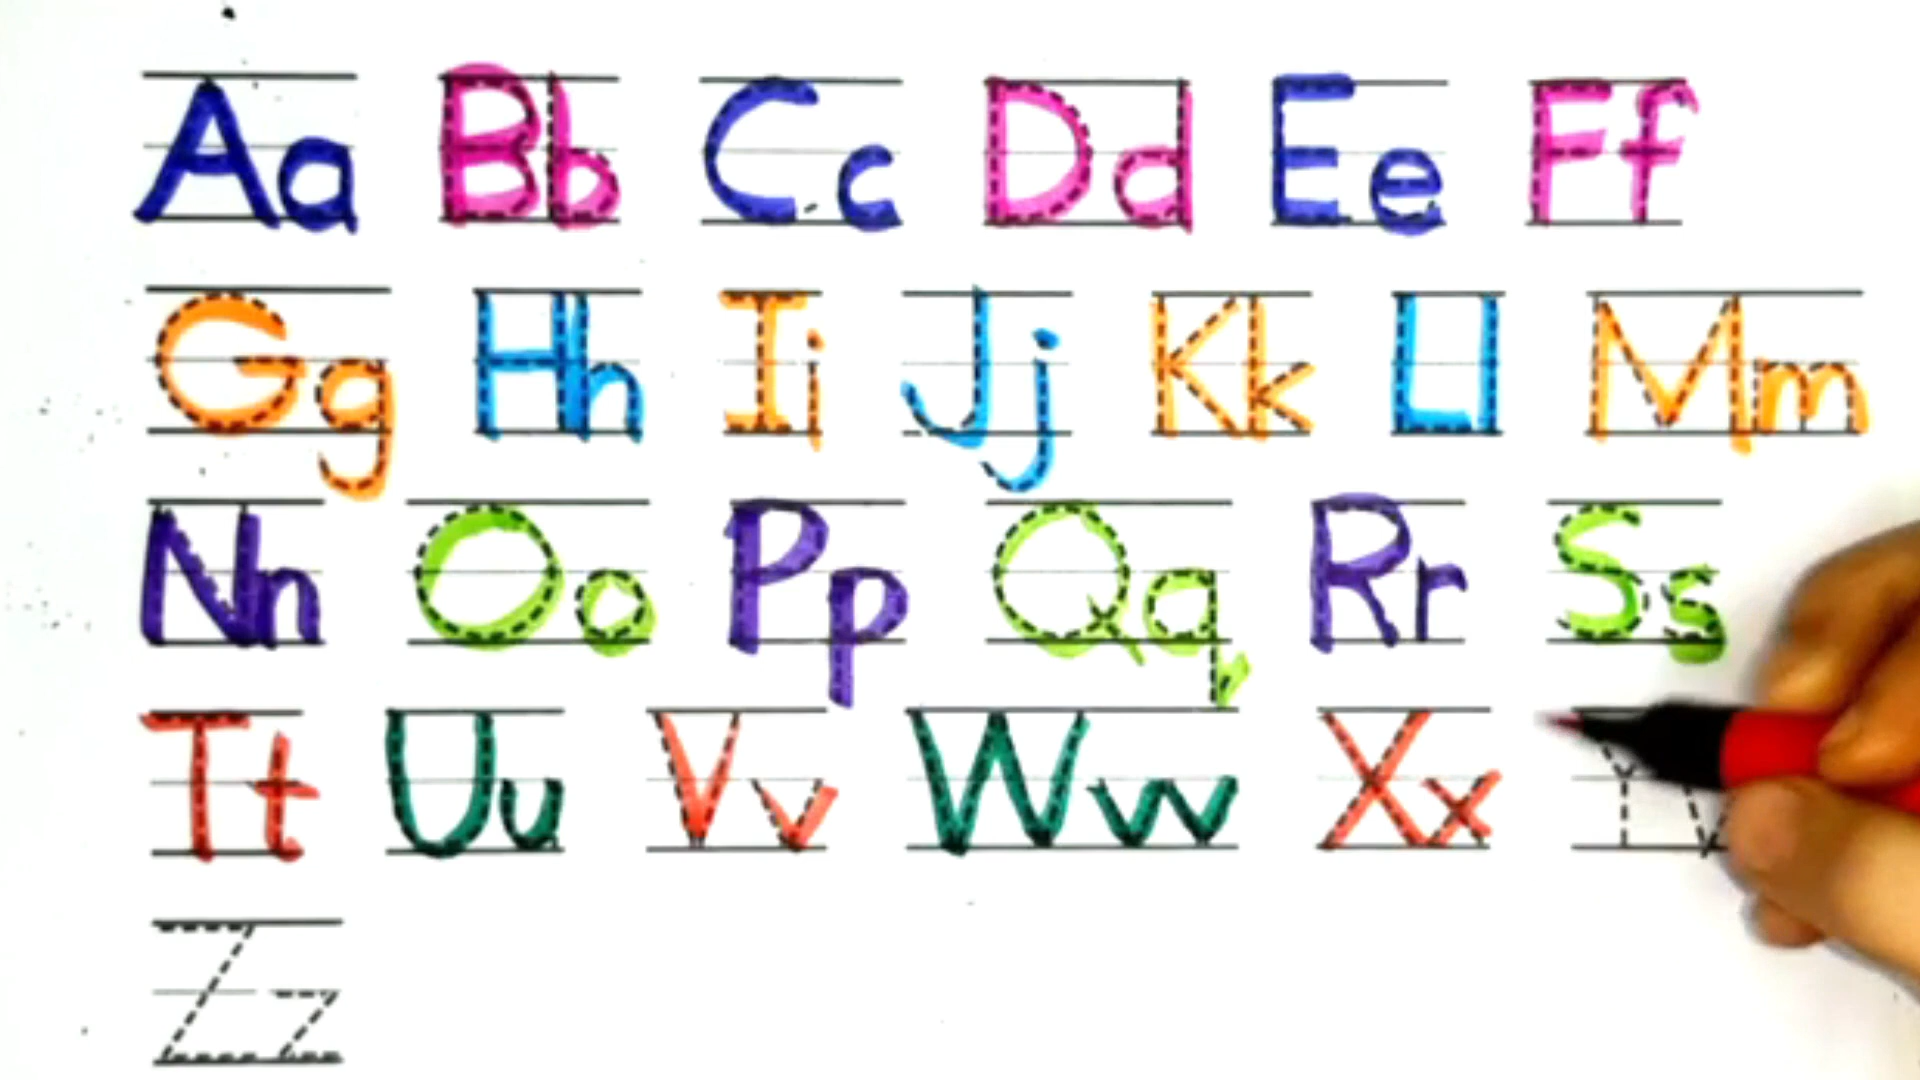 Aa Bb Cc Dd Ee Ff
Gg Hh Ii Jj Kk Ll Mm
Nn Oo Pp Qq Rr Ss
Tt Uu Vv Ww Xx Yy
Zz